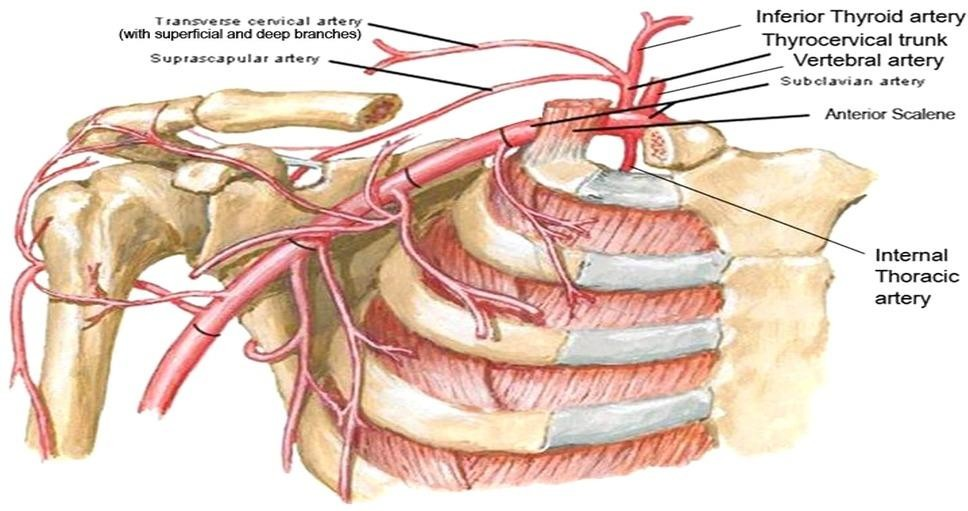 Transverse cervical artery
(with superficial and deep branches)
Suprascapular artery
Inferior Thyroid artery
Thyrocervical trunk
Vertebral artery
Subclavian artery
Anterior Scalene
Internal
Thoracic
artery